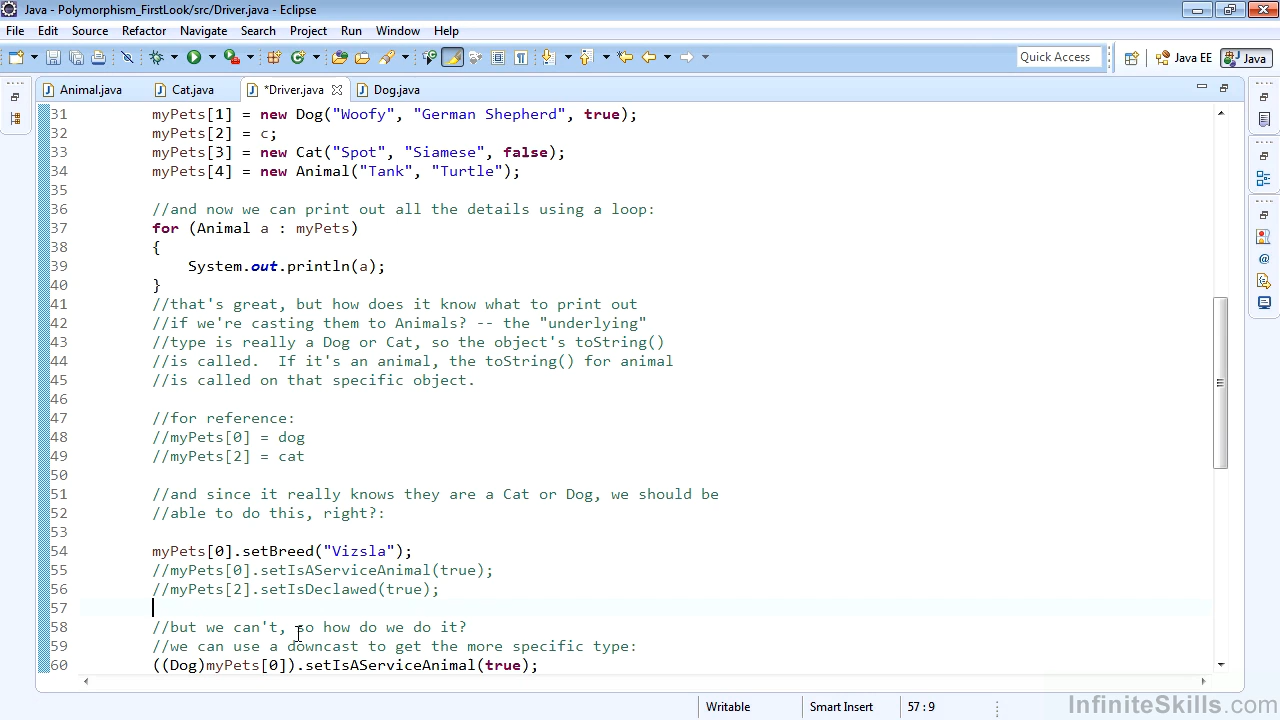 Java - Polymorphism_FirstLook/src/Driver.java - Eclipse
File Edit Source Refactor Navigate Search Project Run Window Help
Quick Access
Java EE
Java
Animal.java
Cat.java
*Driver.java
Dog.java
31 myPets[1] = new Dog("Woofy", "German Shepherd", true);
32 myPets[2] = c;
33 myPets[3] = new Cat("Spot", "Siamese", false);
34 myPets[4] = new Animal("Tank", "Turtle");
35
36 //and now we can print out all the details using a loop:
37 for (Animal a : myPets)
38 {
39 System.out.println(a);
40 }
41 //that's great, but how does it know what to print out
42 //if we're casting them to Animals? -- the "underlying"
43 //type is really a Dog or Cat, so the object's toString()
44 //is called.  If it's an animal, the toString() for animal
45 //is called on that specific object.
46
47 //for reference:
48 //myPets[0] = dog
49 //myPets[2] = cat
50
51 //and since it really knows they are a Cat or Dog, we should be
52 //able to do this, right?:
53
54 myPets[0].setBreed("Vizsla");
55 //myPets[0].setIsAServiceAnimal(true);
56 //myPets[2].setIsDeclawed(true);
57
58 //but we can't, so how do we do it?
59 //we can use a downcast to get the more specific type:
60 ((Dog)myPets[0]).setIsAServiceAnimal(true);
Writable
Smart Insert
57 : 9
InfiniteSkills.com